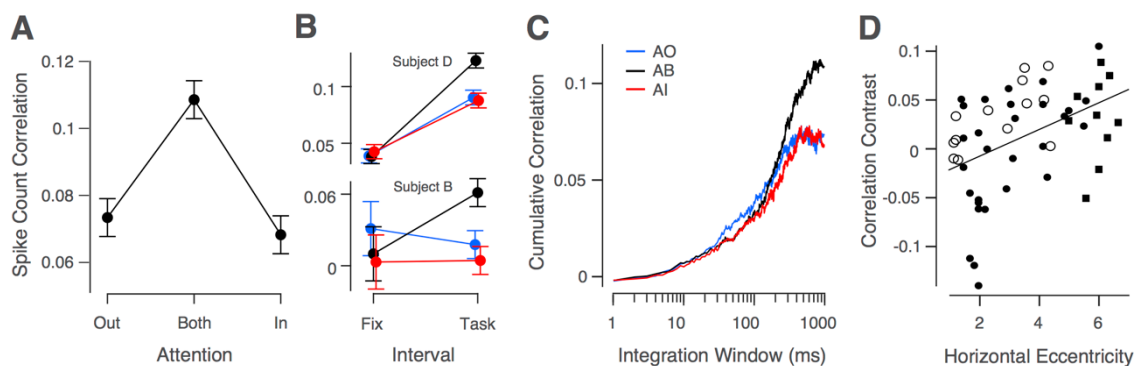 A
Spike Count Correlation
0.12
0.1
0.08
0.06
Out Both In
Attention
B
Subject D
0.1
0.05
Subject B
0.06
0
Fix Task
Interval
C
AO
AB
AI
Cumulative Correlation
0.1
0.05
0
1 10 100 1000
Integration Window (ms)
D
Correlation Contrast
0.1
0.05
0
-0.05
-0.1
2 4 6
Horizontal Eccentricity